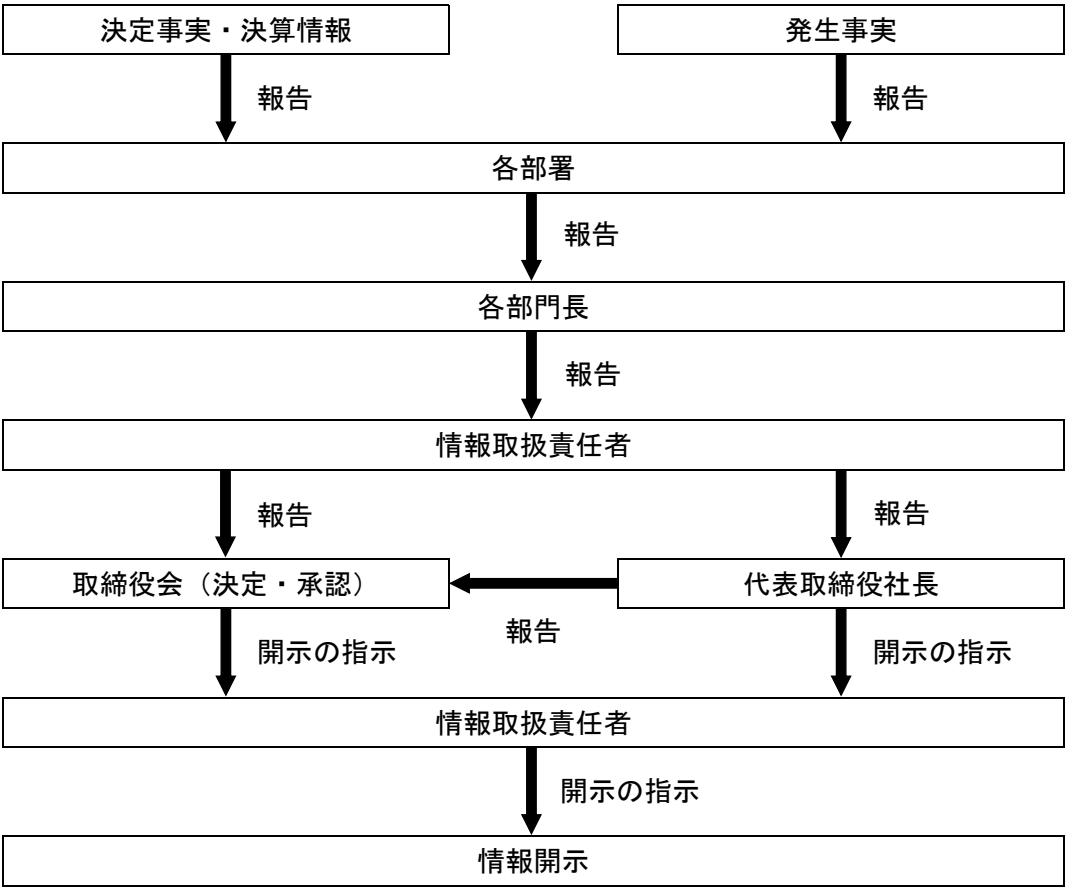 決定事実・決算情報
発生事実
報告
報告
各部署
報告
各部門長
報告
情報取扱責任者
報告
報告
取締役会（決定・承認）
代表取締役社長
報告
開示の指示
開示の指示
情報取扱責任者
開示の指示
情報開示